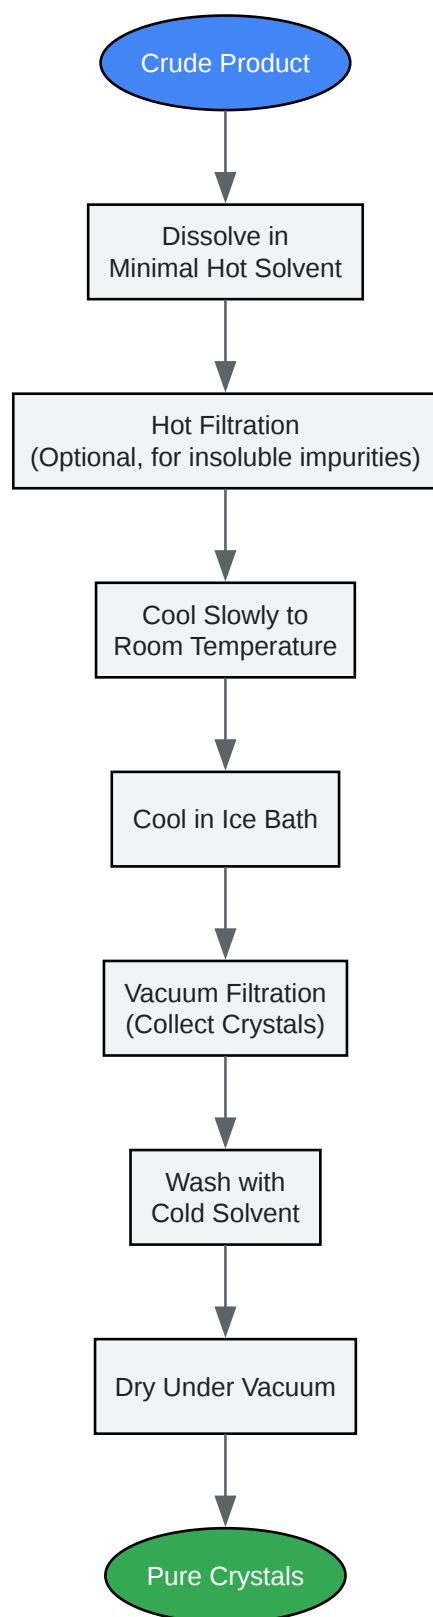 Crude Product
Dissolve in
Minimal Hot Solvent
Hot Filtration
(Optional, for insoluble impurities)
Cool Slowly to
Room Temperature
Cool in Ice Bath
Vacuum Filtration
(Collect Crystals)
Wash with
Cold Solvent
Dry Under Vacuum
Pure Crystals